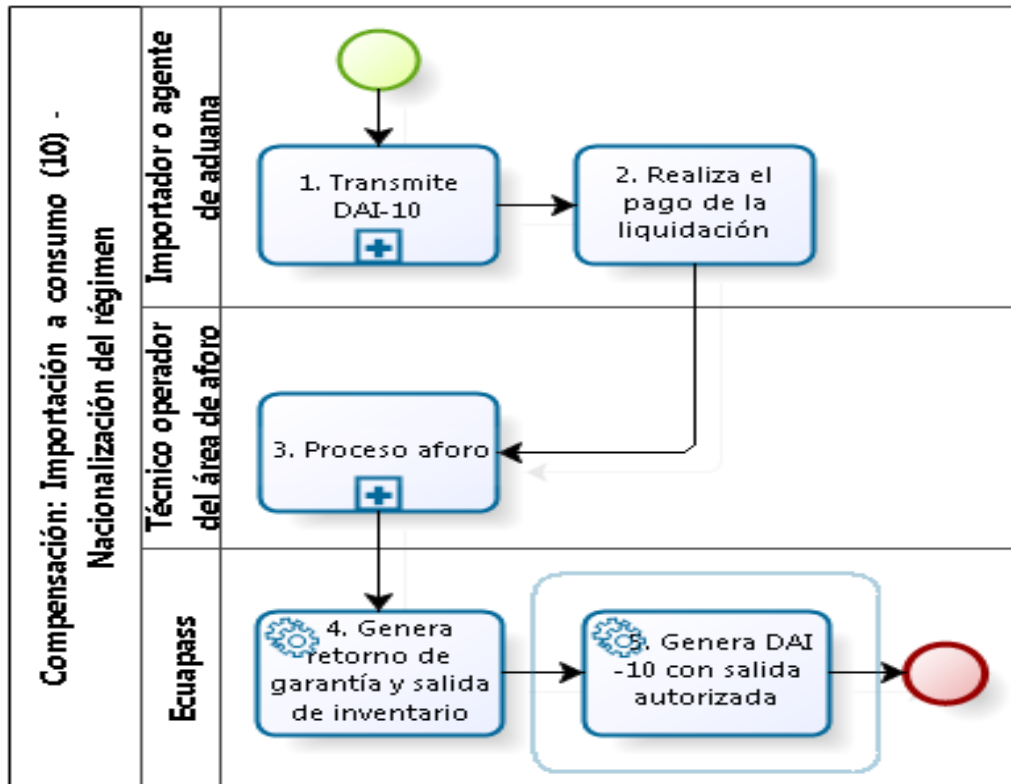 Compensación: Importación a consumo (10) -
Nacionalización del régimen
Importador o agente
de aduana
1. Transmite
DAI-10
2. Realiza el
pago de la
liquidación
Técnico operador
del área de aforo
3. Proceso aforo
Ecuapass
4. Genera
retorno de
garantía y salida
de inventario
5. Genera DAI
-10 con salida
autorizada